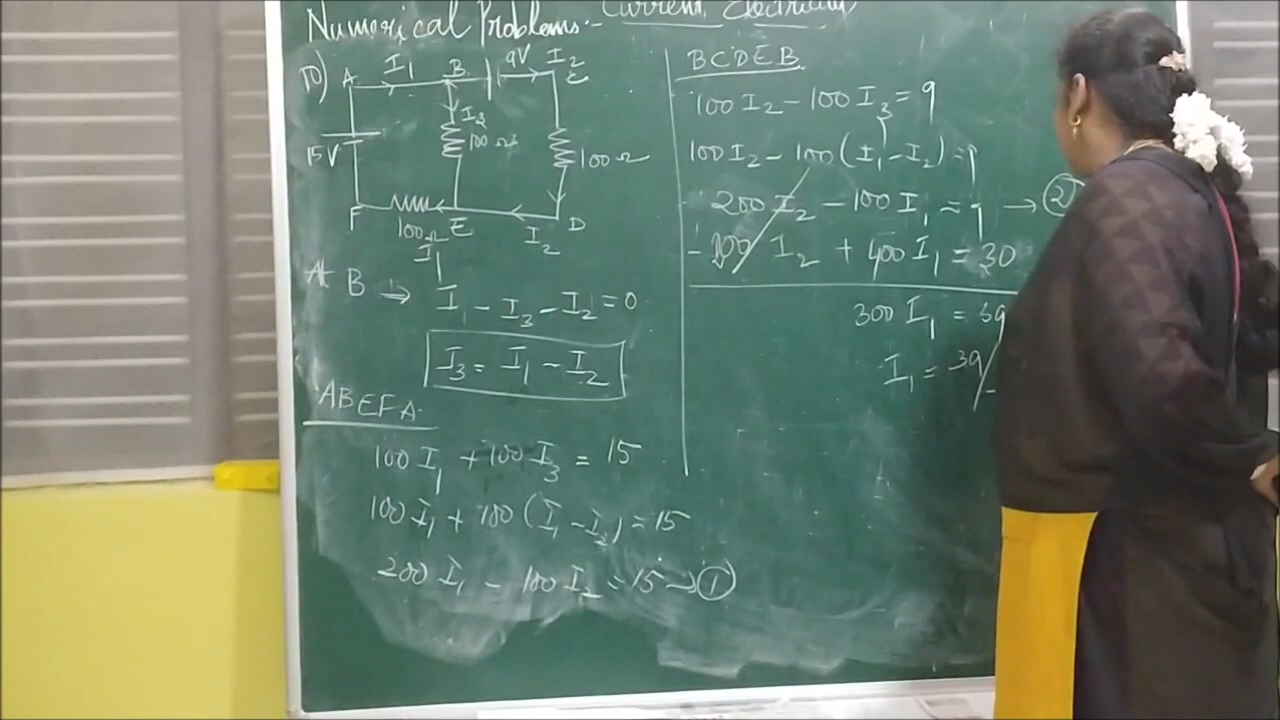 Numerical Problems:- Current Electricity
10)
A I₁ B 9V I₂ C
I₃
15V 100Ω 100Ω
F 100Ω E I₂ D
I₁
At B ⇒ I₁ - I₃ - I₂ = 0
I₃ = I₁ - I₂
ABEFA
100 I₁ + 100 I₃ = 15
100 I₁ + 100 (I₁ - I₂) = 15
200 I₁ - 100 I₂ = 15 → ①
BCDEB
100 I₂ - 100 I₃ = 9
100 I₂ - 100 (I₁ - I₂) = 9
200 I₂ - 100 I₁ = 9 → ②
- 200 I₂ + 400 I₁ = 30
300 I₁ = 39
I₁ = 39/